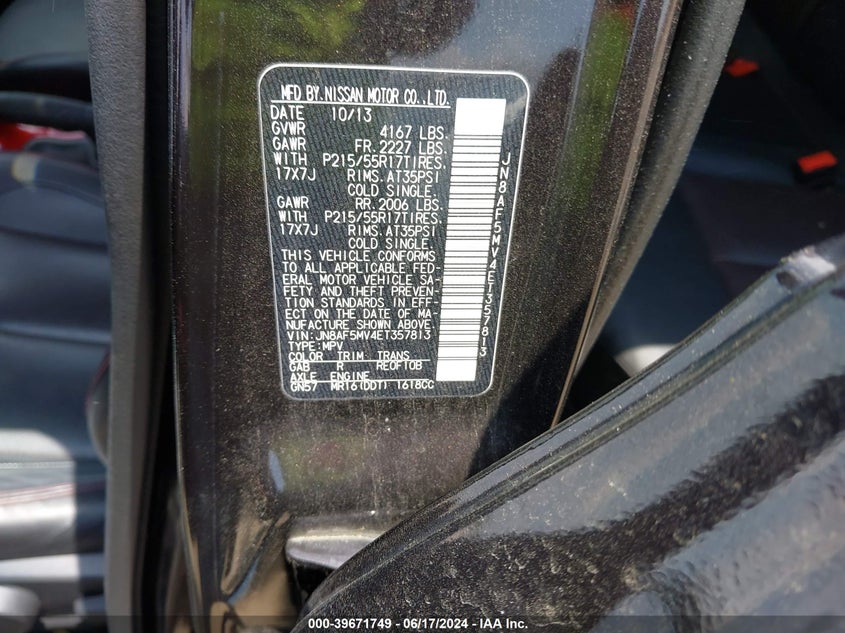 MFD BY NISSAN MOTOR CO.,LTD.
DATE 10/13
GVWR 4167 LBS.
GAWR FR. 2227 LBS.
WITH P215/55R17TIRES.
17X7J RIMS. AT35PSI
COLD SINGLE.
GAWR RR. 2006 LBS.
WITH P215/55R17TIRES.
17X7J RIMS. AT35PSI
COLD SINGLE.
THIS VEHICLE CONFORMS
TO ALL APPLICABLE FED-
ERAL MOTOR VEHICLE SA-
FETY AND THEFT PREVEN-
TION STANDARDS IN EFF-
ECT ON THE DATE OF MA-
NUFACTURE SHOWN ABOVE.
VIN:JN8AF5MV4ET357813
TYPE:MPV
COLOR TRIM TRANS
GAB R RE0F10B
AXLE ENGINE
GN57 MR16(DDT) 1618CC
JN8AF5MV4ET357813
000-39671749 - 06/17/2024 - IAA Inc.